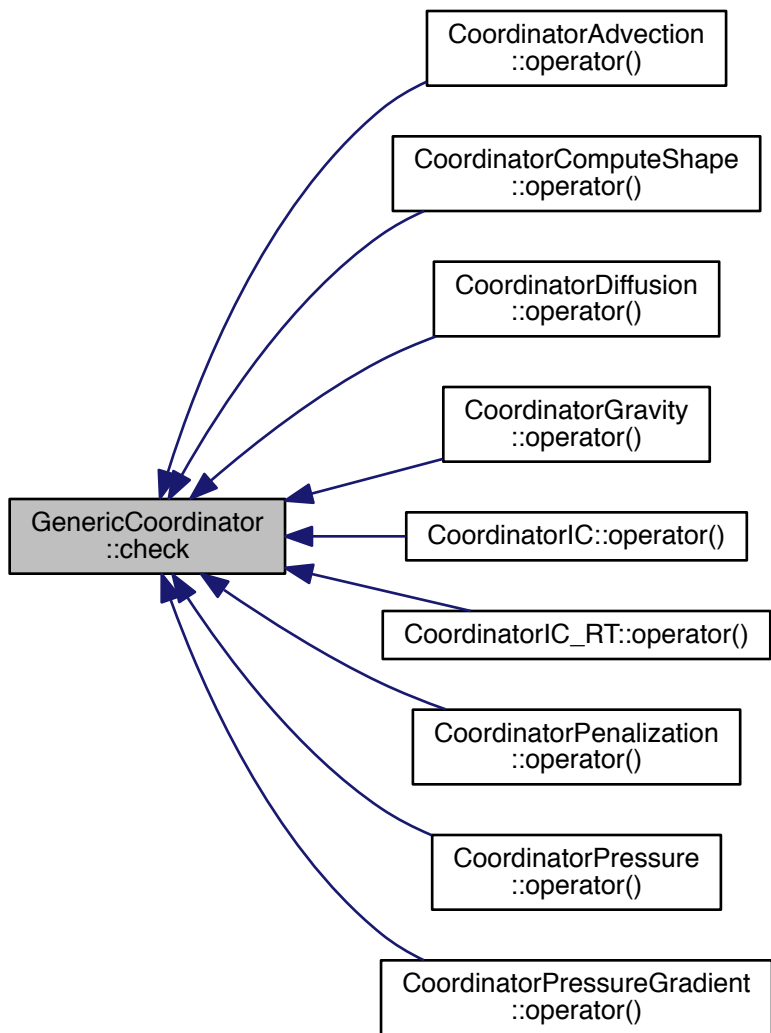 CoordinatorAdvection
::operator()
CoordinatorComputeShape
::operator()
CoordinatorDiffusion
::operator()
CoordinatorGravity
::operator()
GenericCoordinator
::check
CoordinatorIC::operator()
CoordinatorIC_RT::operator()
CoordinatorPenalization
::operator()
CoordinatorPressure
::operator()
CoordinatorPressureGradient
::operator()